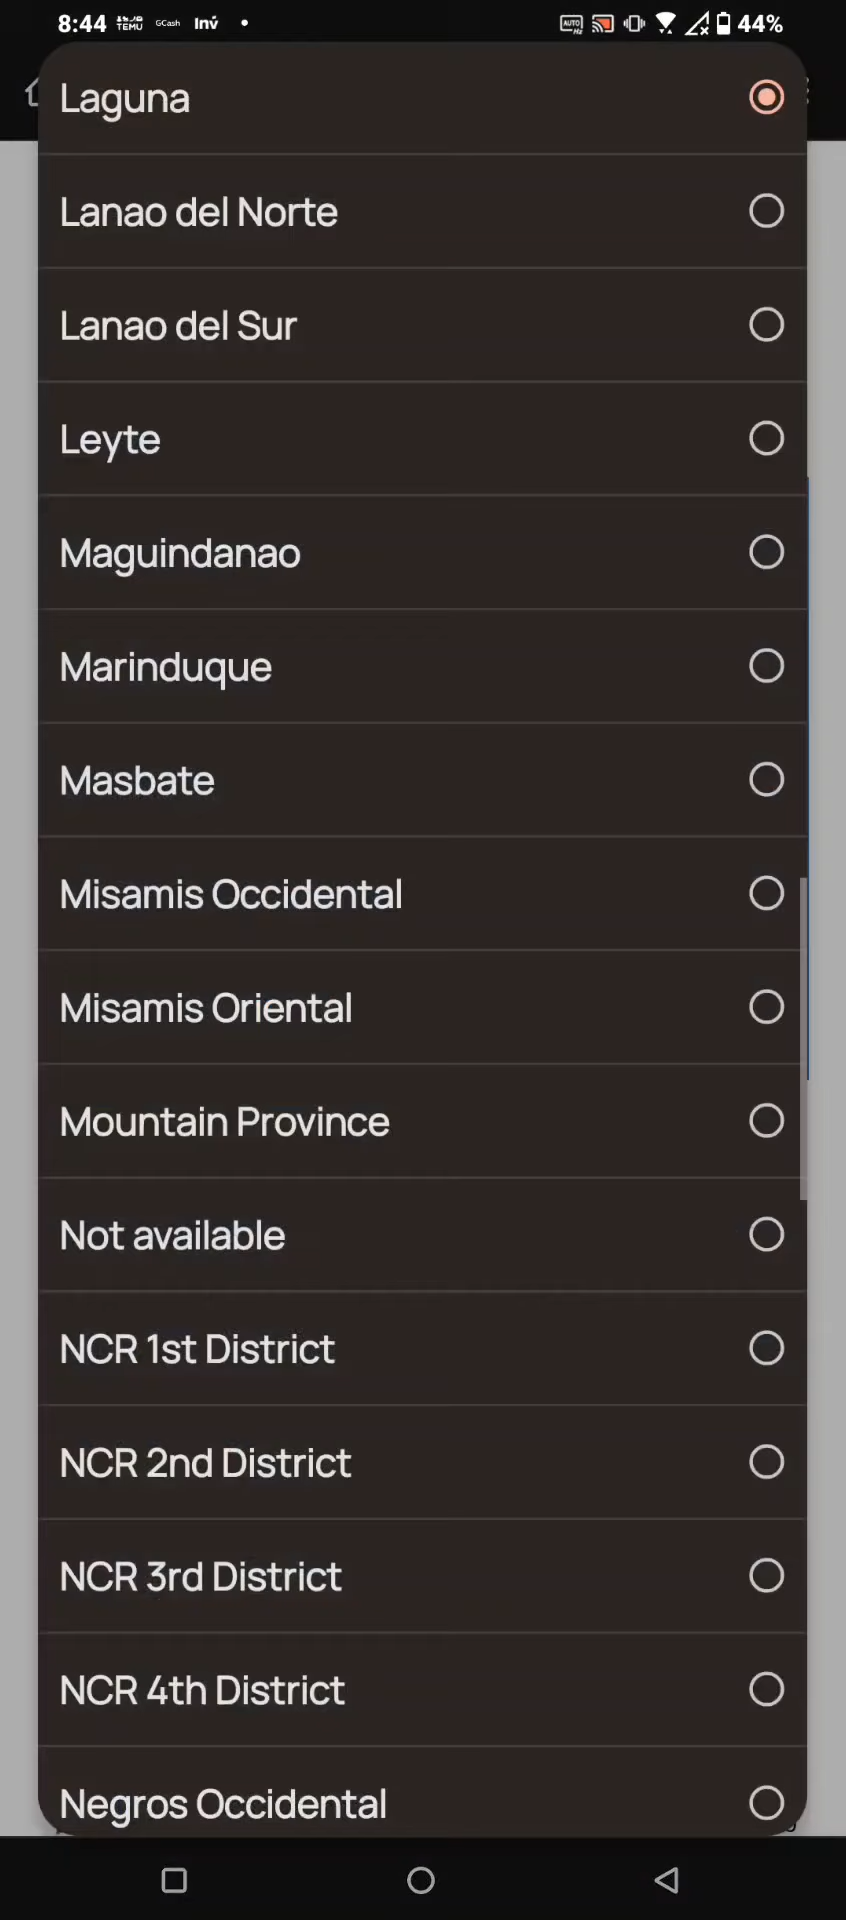 8:44 TEMU GCash Inv 44%
Laguna
Lanao del Norte
Lanao del Sur
Leyte
Maguindanao
Marinduque
Masbate
Misamis Occidental
Misamis Oriental
Mountain Province
Not available
NCR 1st District
NCR 2nd District
NCR 3rd District
NCR 4th District
Negros Occidental